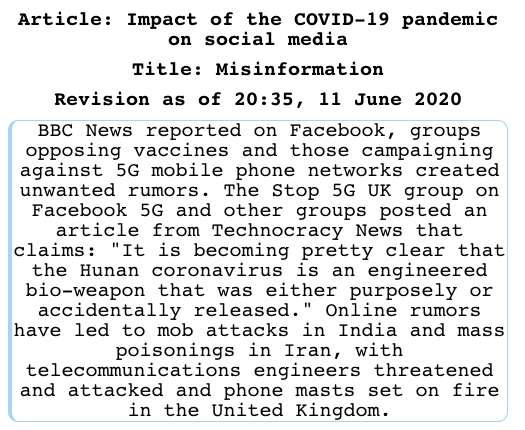 Article: Impact of the COVID-19 pandemic
on social media
Title: Misinformation
Revision as of 20:35, 11 June 2020
BBC News reported on Facebook, groups
opposing vaccines and those campaigning
against 5G mobile phone networks created
unwanted rumors. The Stop 5G UK group on
Facebook 5G and other groups posted an
article from Technocracy News that
claims: "It is becoming pretty clear that
the Hunan coronavirus is an engineered
bio-weapon that was either purposely or
accidentally released." Online rumors
have led to mob attacks in India and mass
poisonings in Iran, with
telecommunications engineers threatened
and attacked and phone masts set on fire
in the United Kingdom.